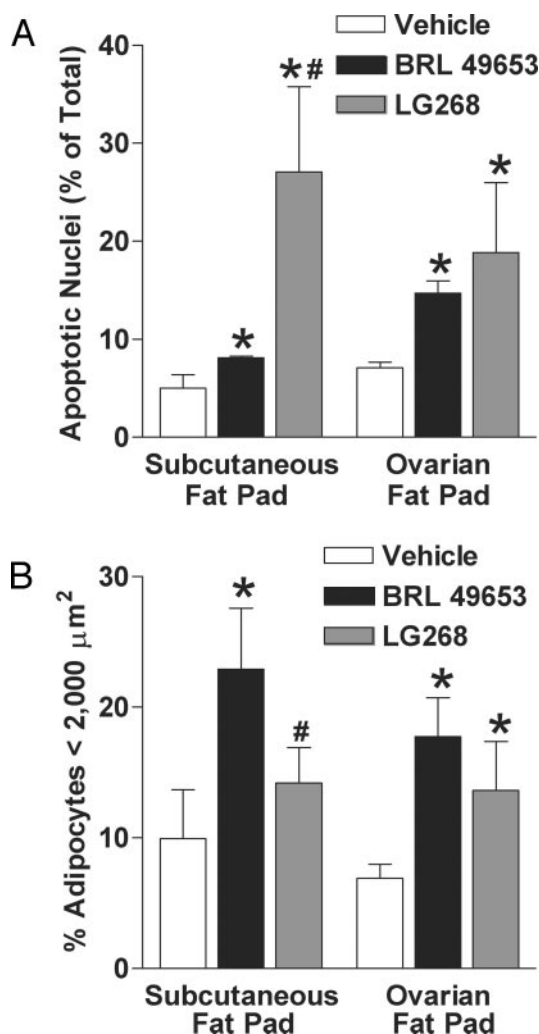 A
Vehicle
BRL 49653
LG268
Apoptotic Nuclei (% of Total)
40
30
20
10
0
*
*#
*
*
Subcutaneous
Fat Pad
Ovarian
Fat Pad
B
Vehicle
BRL 49653
LG268
% Adipocytes < 2,000 μm²
30
20
10
0
*
#
*
*
Subcutaneous
Fat Pad
Ovarian
Fat Pad